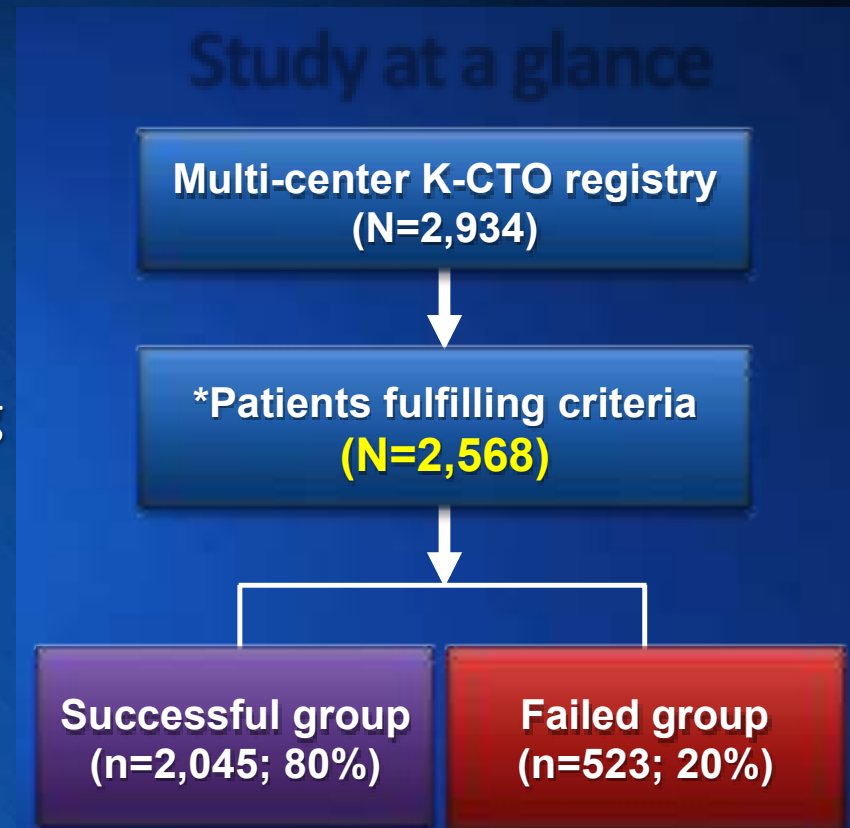 Study at a glance
Multi-center K-CTO registry
(N=2,934)
*Patients fulfilling criteria
(N=2,568)
Successful group
(n=2,045; 80%)
Failed group
(n=523; 20%)